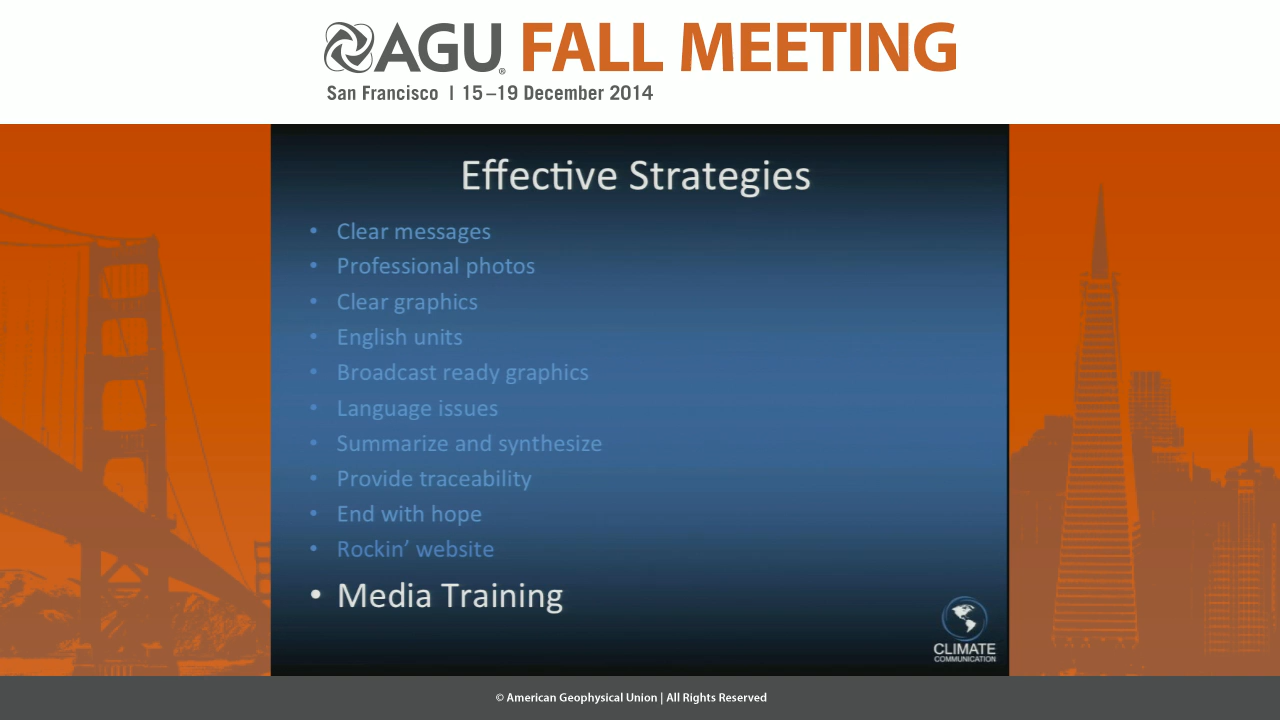 AGU® FALL MEETING
San Francisco | 15–19 December 2014
Effective Strategies
• Clear messages
• Professional photos
• Clear graphics
• English units
• Broadcast ready graphics
• Language issues
• Summarize and synthesize
• Provide traceability
• End with hope
• Rockin’ website
• Media Training
CLIMATE
COMMUNICATION
© American Geophysical Union | All Rights Reserved